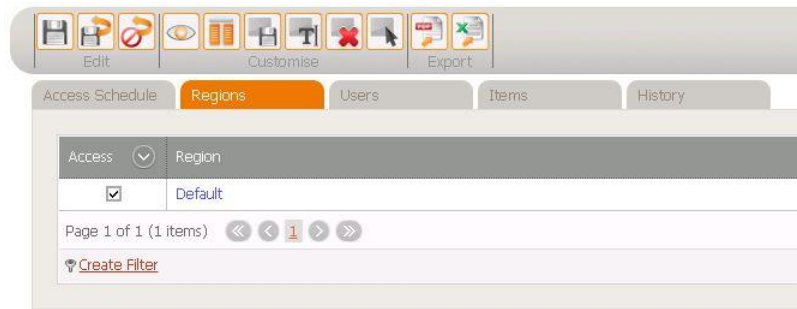 Edit Customise Export
Access Schedule Regions Users Items History
Access Region
Default
Page 1 of 1 (1 items) 1
Create Filter